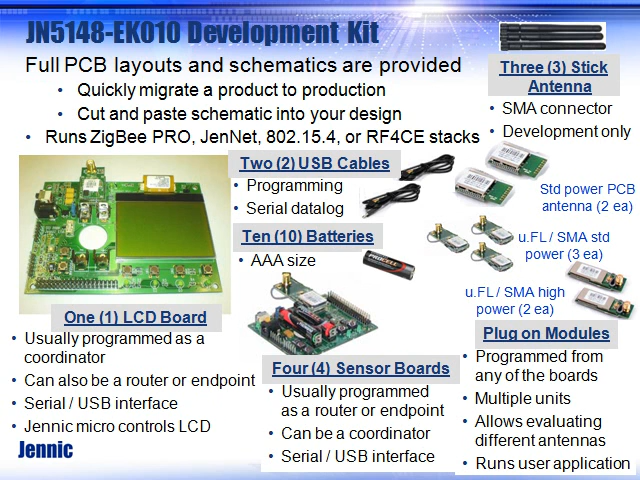 JN5148-EK010 Development Kit
Full PCB layouts and schematics are provided
• Quickly migrate a product to production
• Cut and paste schematic into your design
• Runs ZigBee PRO, JenNet, 802.15.4, or RF4CE stacks
Three (3) Stick
Antenna
• SMA connector
• Development only
Two (2) USB Cables
• Programming
• Serial datalog
Std power PCB
antenna (2 ea)
Ten (10) Batteries
• AAA size
PROCELL
u.FL / SMA std
power (3 ea)
u.FL / SMA high
power (2 ea)
One (1) LCD Board
• Usually programmed as a
coordinator
• Can also be a router or endpoint
• Serial / USB interface
• Jennic micro controls LCD
Four (4) Sensor Boards
• Usually programmed
as a router or endpoint
• Can be a coordinator
• Serial / USB interface
Plug on Modules
• Programmed from
any of the boards
• Multiple units
• Allows evaluating
different antennas
• Runs user application
Jennic